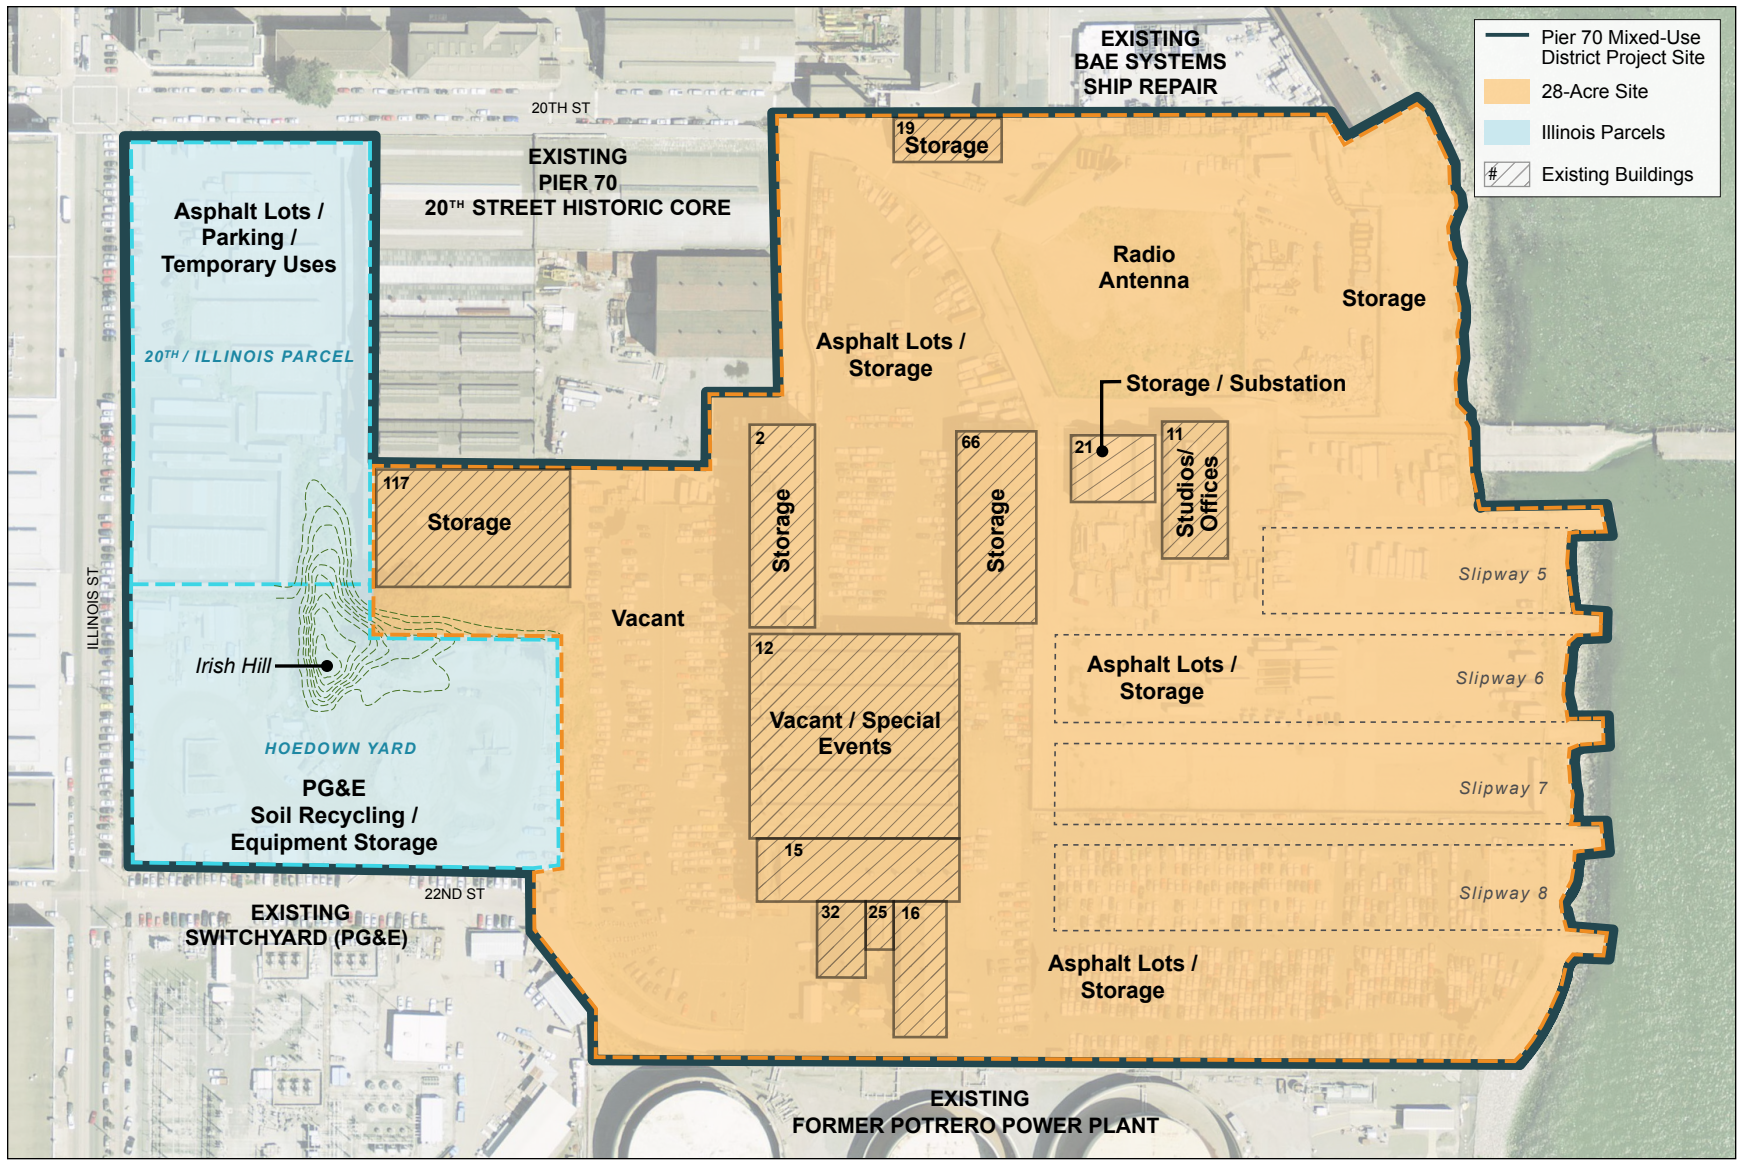 EXISTING
BAE SYSTEMS
SHIP REPAIR
Pier 70 Mixed-Use
District Project Site
28-Acre Site
Illinois Parcels
# Existing Buildings
20TH ST
EXISTING
PIER 70
20TH STREET HISTORIC CORE
19
Storage
Asphalt Lots /
Parking /
Temporary Uses
20TH / ILLINOIS PARCEL
Radio
Antenna
Storage
Asphalt Lots /
Storage
Storage / Substation
2
Storage
66
Storage
21
11
Studios/
Offices
117
Storage
ILLINOIS ST
Vacant
Irish Hill
Slipway 5
12
Vacant / Special
Events
Asphalt Lots /
Storage
Slipway 6
HOEDOWN YARD
PG&E
Soil Recycling /
Equipment Storage
Slipway 7
15
22ND ST
32
25
16
Slipway 8
EXISTING
SWITCHYARD (PG&E)
Asphalt Lots /
Storage
EXISTING
FORMER POTRERO POWER PLANT